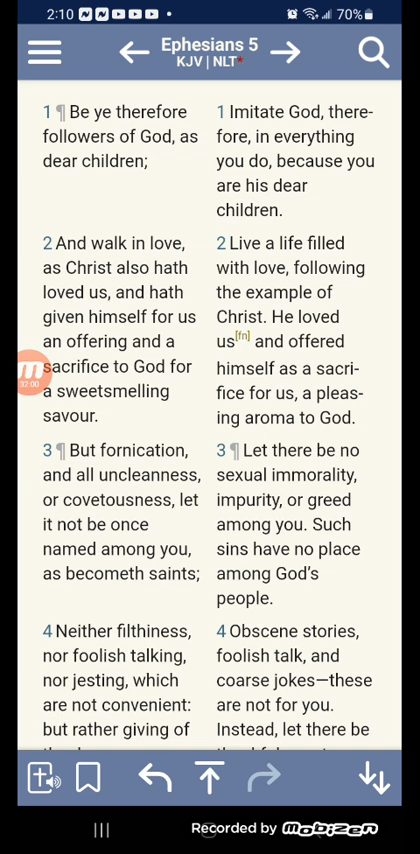 2:10
70%
Ephesians 5
KJV | NLT*
1 ¶ Be ye therefore
followers of God, as
dear children;
1 Imitate God, there-
fore, in everything
you do, because you
are his dear
children.
2 And walk in love,
as Christ also hath
loved us, and hath
given himself for us
an offering and a
sacrifice to God for
a sweetsmelling
savour.
2 Live a life filled
with love, following
the example of
Christ. He loved
us[fn] and offered
himself as a sacri-
fice for us, a pleas-
ing aroma to God.
32:00
3 ¶ But fornication,
and all uncleanness,
or covetousness, let
it not be once
named among you,
as becometh saints;
3 ¶ Let there be no
sexual immorality,
impurity, or greed
among you. Such
sins have no place
among God's
people.
4 Neither filthiness,
nor foolish talking,
nor jesting, which
are not convenient:
but rather giving of
4 Obscene stories,
foolish talk, and
coarse jokes—these
are not for you.
Instead, let there be
Recorded by Mobizen